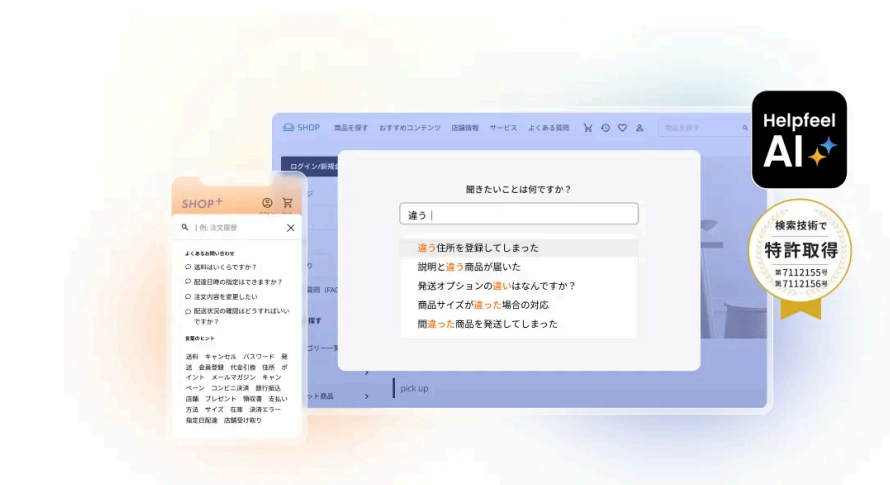 SHOP
商品を探す
おすすめコンテンツ
店舗情報
サービス
よくある質問
商品を探す
ログイン/新規
ジ
り
質問（FAQ
探す
ゴリー一覧
ット商品
pick up
聞きたいことは何ですか？
違う
違う住所を登録してしまった
説明と違う商品が届いた
発送オプションの違いはなんですか？
商品サイズが違った場合の対応
間違った商品を発送してしまった
Helpfeel
AI
検索技術で
特許取得
第7112155号
第7112156号
SHOP+
例: 注文履歴
よくあるお問い合わせ
送料はいくらですか？
配達日時の指定はできますか？
注文内容を変更したい
配送状況の確認はどうすればいい
ですか？
言葉のヒント
送料 キャンセル パスワード 発
送 会員登録 代金引換 住所 ポ
イント メールマガジン キャン
ペーン コンビニ決済 銀行振込
店舗 プレゼント 領収書 支払い
方法 サイズ 在庫 決済エラー
指定日配達 店舗受け取り